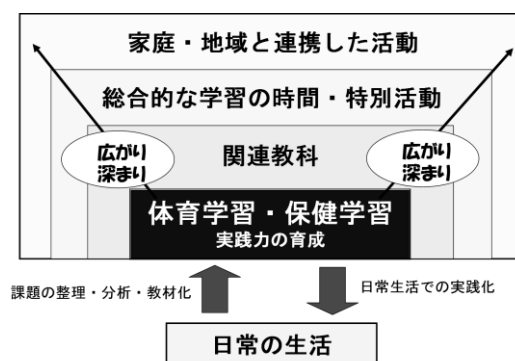 家庭・地域と連携した活動
総合的な学習の時間・特別活動
広がり
深まり
関連教科
広がり
深まり
体育学習・保健学習
実践力の育成
課題の整理・分析・教材化
日常生活での実践化
日常の生活